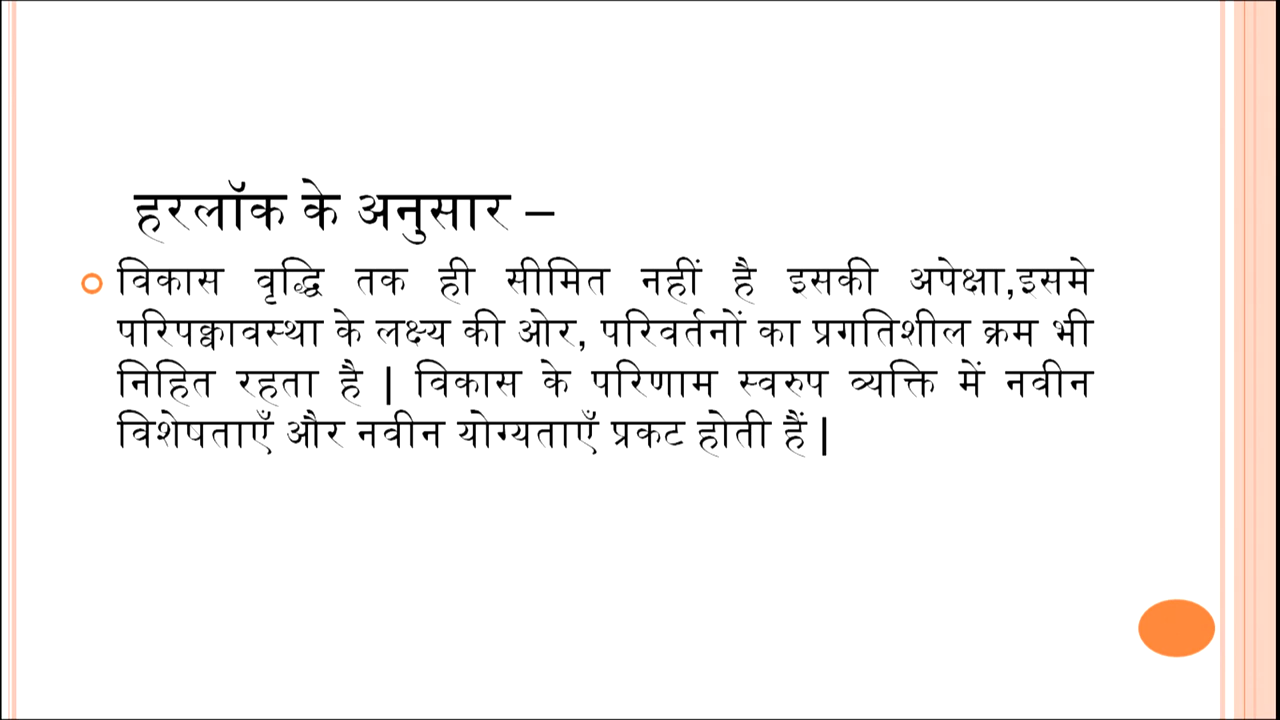 हरलॉक के अनुसार –
विकास वृद्धि तक ही सीमित नहीं है इसकी अपेक्षा,इसमे
परिपक्कावस्था के लक्ष्य की ओर, परिवर्तनों का प्रगतिशील क्रम भी
निहित रहता है | विकास के परिणाम स्वरुप व्यक्ति में नवीन
विशेषताएँ और नवीन योग्यताएँ प्रकट होती हैं |